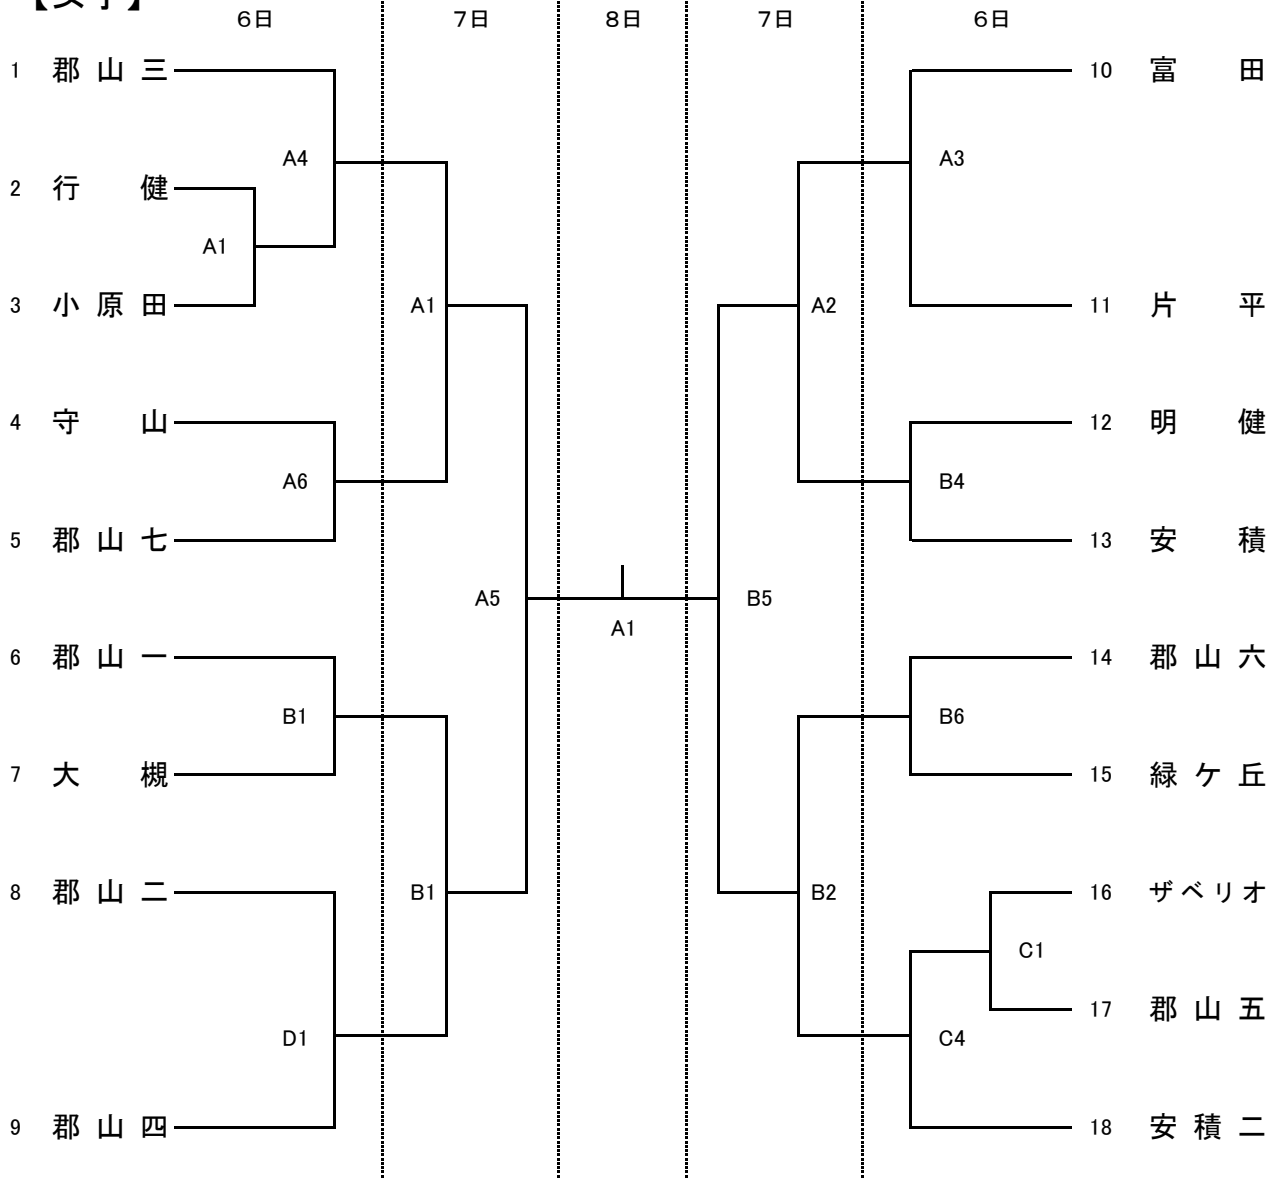 【女子】
6日 7日 8日 7日 6日
1 郡山三
10 富田
A4
A3
2 行健
A1
3 小原田
A1
A2
11 片平
4 守山
12 明健
A6
B4
5 郡山七
13 安積
A5
B5
A1
6 郡山一
14 郡山六
B1
B6
7 大槻
15 緑ケ丘
8 郡山二
B1
B2
16 ザベリオ
C1
17 郡山五
D1
C4
9 郡山四
18 安積二